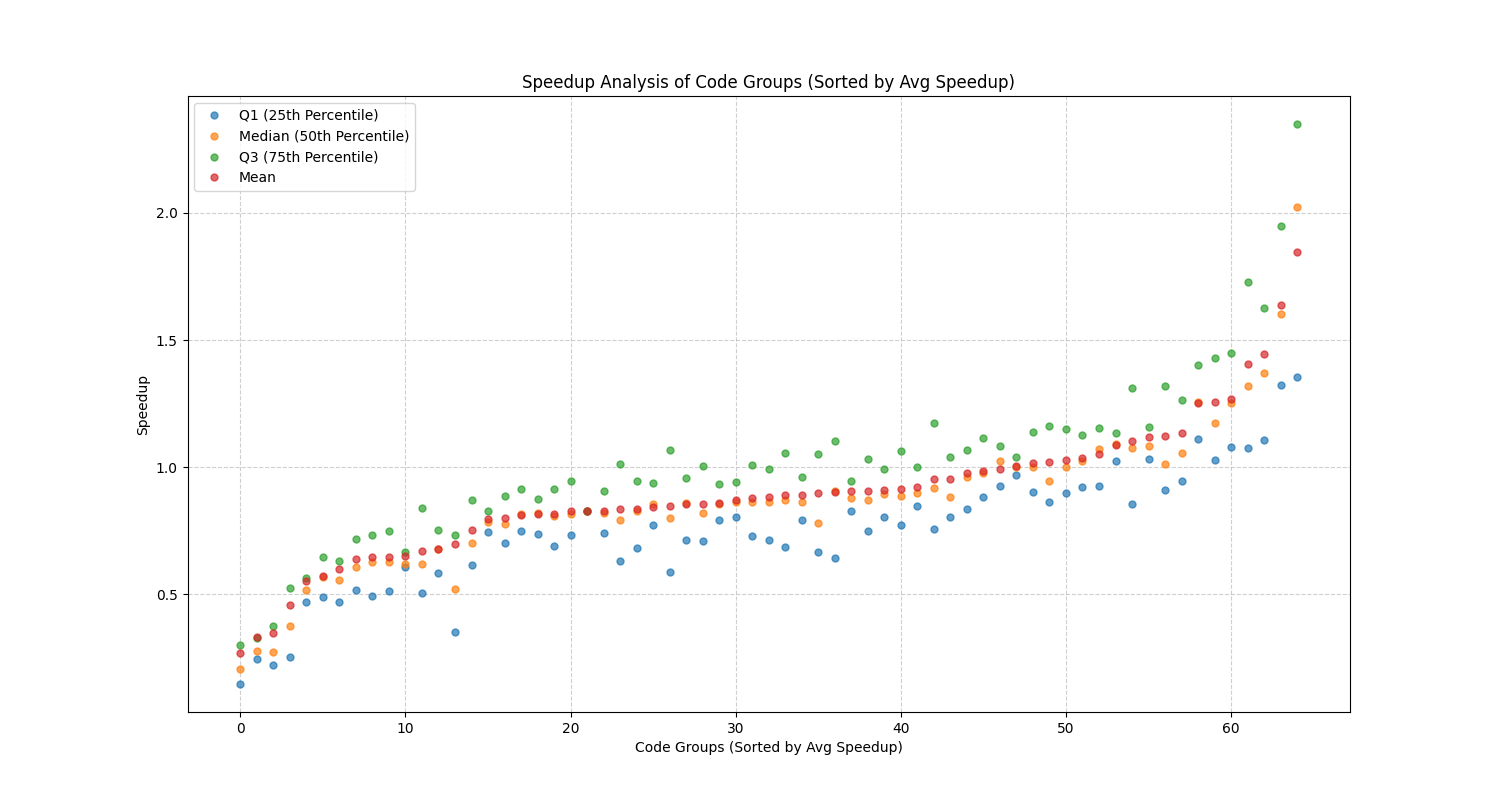 Speedup Analysis of Code Groups (Sorted by Avg Speedup)
Q1 (25th Percentile)
Median (50th Percentile)
Q3 (75th Percentile)
Mean
2.0
1.5
1.0
0.5
Speedup
0 10 20 30 40 50 60
Code Groups (Sorted by Avg Speedup)